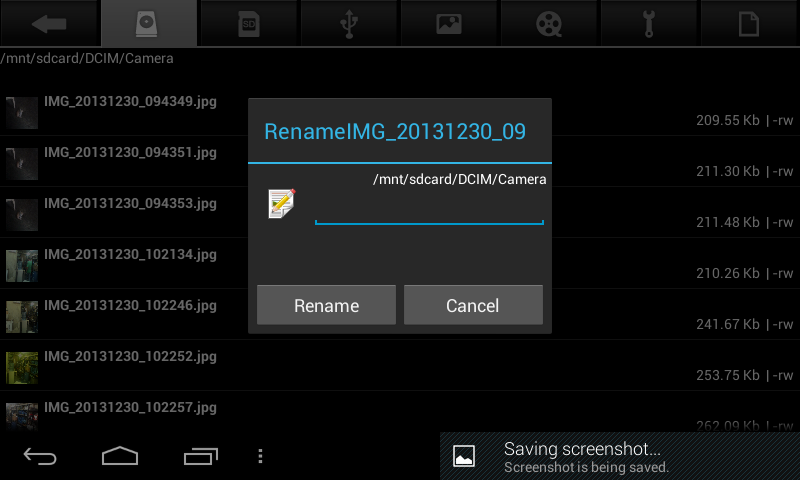 SD
/mnt/sdcard/DCIM/Camera
IMG_20131230_094349.jpg
209.55 Kb | -rw
IMG_20131230_094351.jpg
211.30 Kb | -rw
IMG_20131230_094353.jpg
211.48 Kb | -rw
IMG_20131230_102134.jpg
210.26 Kb | -rw
IMG_20131230_102246.jpg
241.67 Kb | -rw
IMG_20131230_102252.jpg
253.75 Kb | -rw
IMG_20131230_102257.jpg
262.09 Kb | -rw
RenameIMG_20131230_09
/mnt/sdcard/DCIM/Camera
Rename
Cancel
Saving screenshot...
Screenshot is being saved.